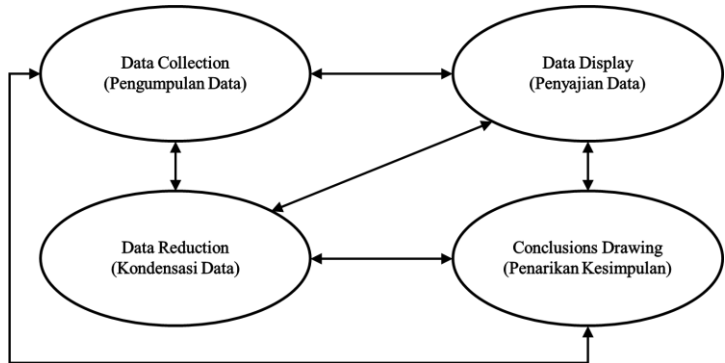 Data Collection
(Pengumpulan Data)
Data Display
(Penyajian Data)
Data Reduction
(Kondensasi Data)
Conclusions Drawing
(Penarikan Kesimpulan)